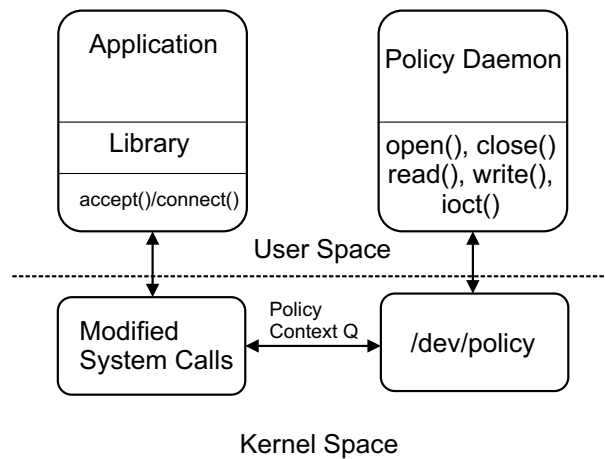 Application
Library
accept()/connect()
Policy Daemon
open(), close()
read(), write(),
ioct()
User Space
Modified
System Calls
Policy
Context Q
/dev/policy
Kernel Space